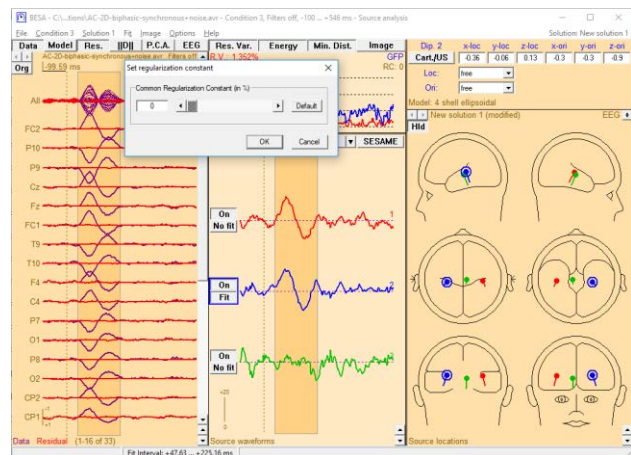 BESA - C:\...\tions\AC-2D-biphasic-synchronous+noise.avr - Condition 3, Filters off, -100 ... +546 ms - Source analysis
File Condition 3 Solution 1 Fit Image Options Help
Solution: New solution 1
Data Model Res. ||D|| P.C.A. EEG Res. Var. Energy Min. Dist. Image
Dip. 2 x-loc y-loc z-loc x-ori y-ori z-ori
AC-2D-biphasic-synchronous+noise.avr Filters off R.V.: 1.352% GFP
Cart./US -0.36 -0.06 0.13 -0.3 -0.3 -0.9
Org -99.59 ms
RC: 0
Set regularization constant
Common Regularization Constant (in %)
0 Default
OK Cancel
Loc: free
Ori: free
Model: 4 shell ellipsoidal
New solution 1 (modified) EEG
Hld
SESAME
All
FC2
P10
P9
Cz
Fz
FC1
T9
T10
F4
C4
P7
O1
P8
O2
CP2
CP1
On
No fit
1
On
Fit
2
On
No fit
3
+20
0
Data Residual (1-16 of 33)
Source waveforms
Source locations
Fit Interval: +47.63 ... +225.16 ms